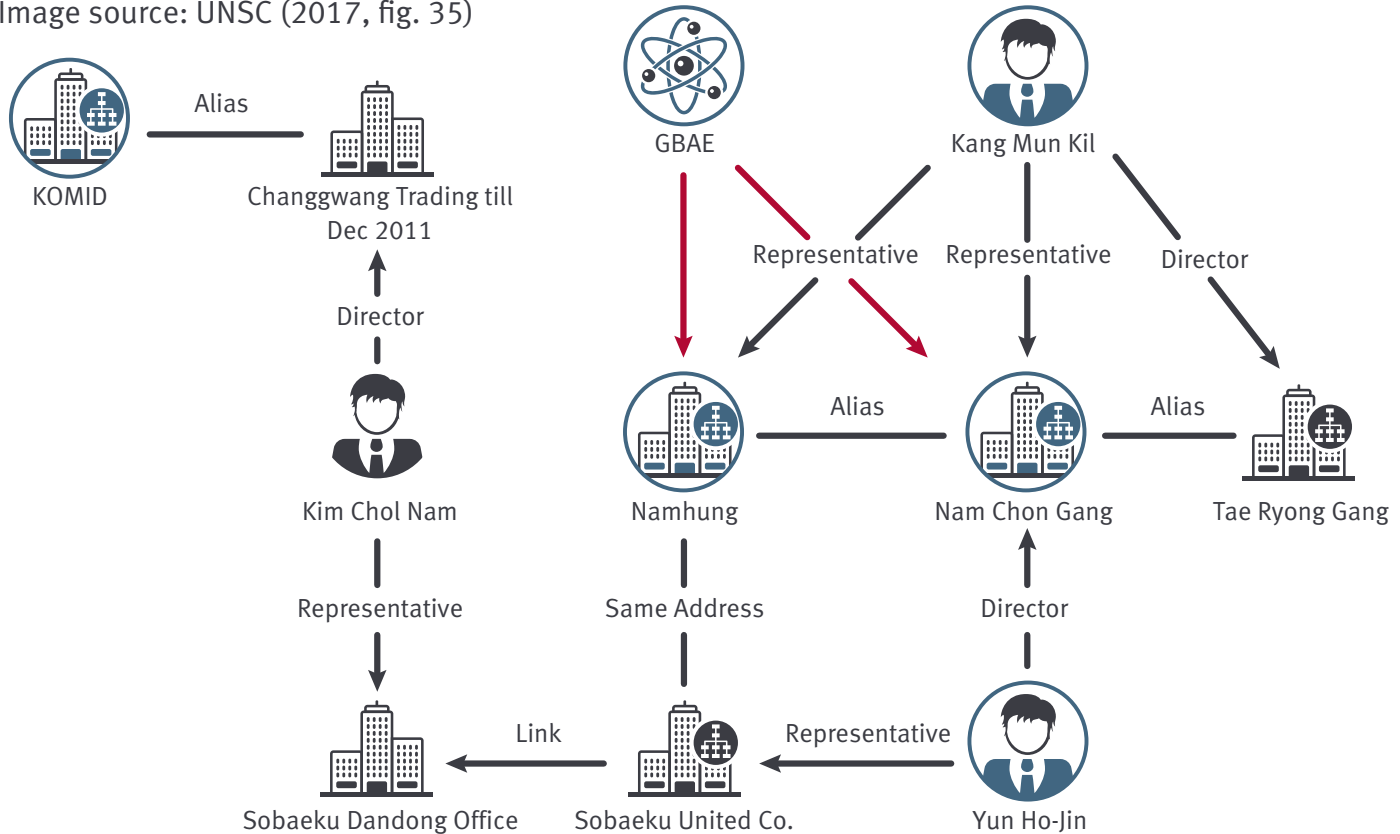 Image source: UNSC (2017, fig. 35)
KOMID
Alias
Changgwang Trading till
Dec 2011
GBAE
Kang Mun Kil
Representative
Representative
Director
Director
Kim Chol Nam
Namhung
Alias
Nam Chon Gang
Alias
Tae Ryong Gang
Representative
Same Address
Director
Sobaeku Dandong Office
Link
Sobaeku United Co.
Representative
Yun Ho-Jin